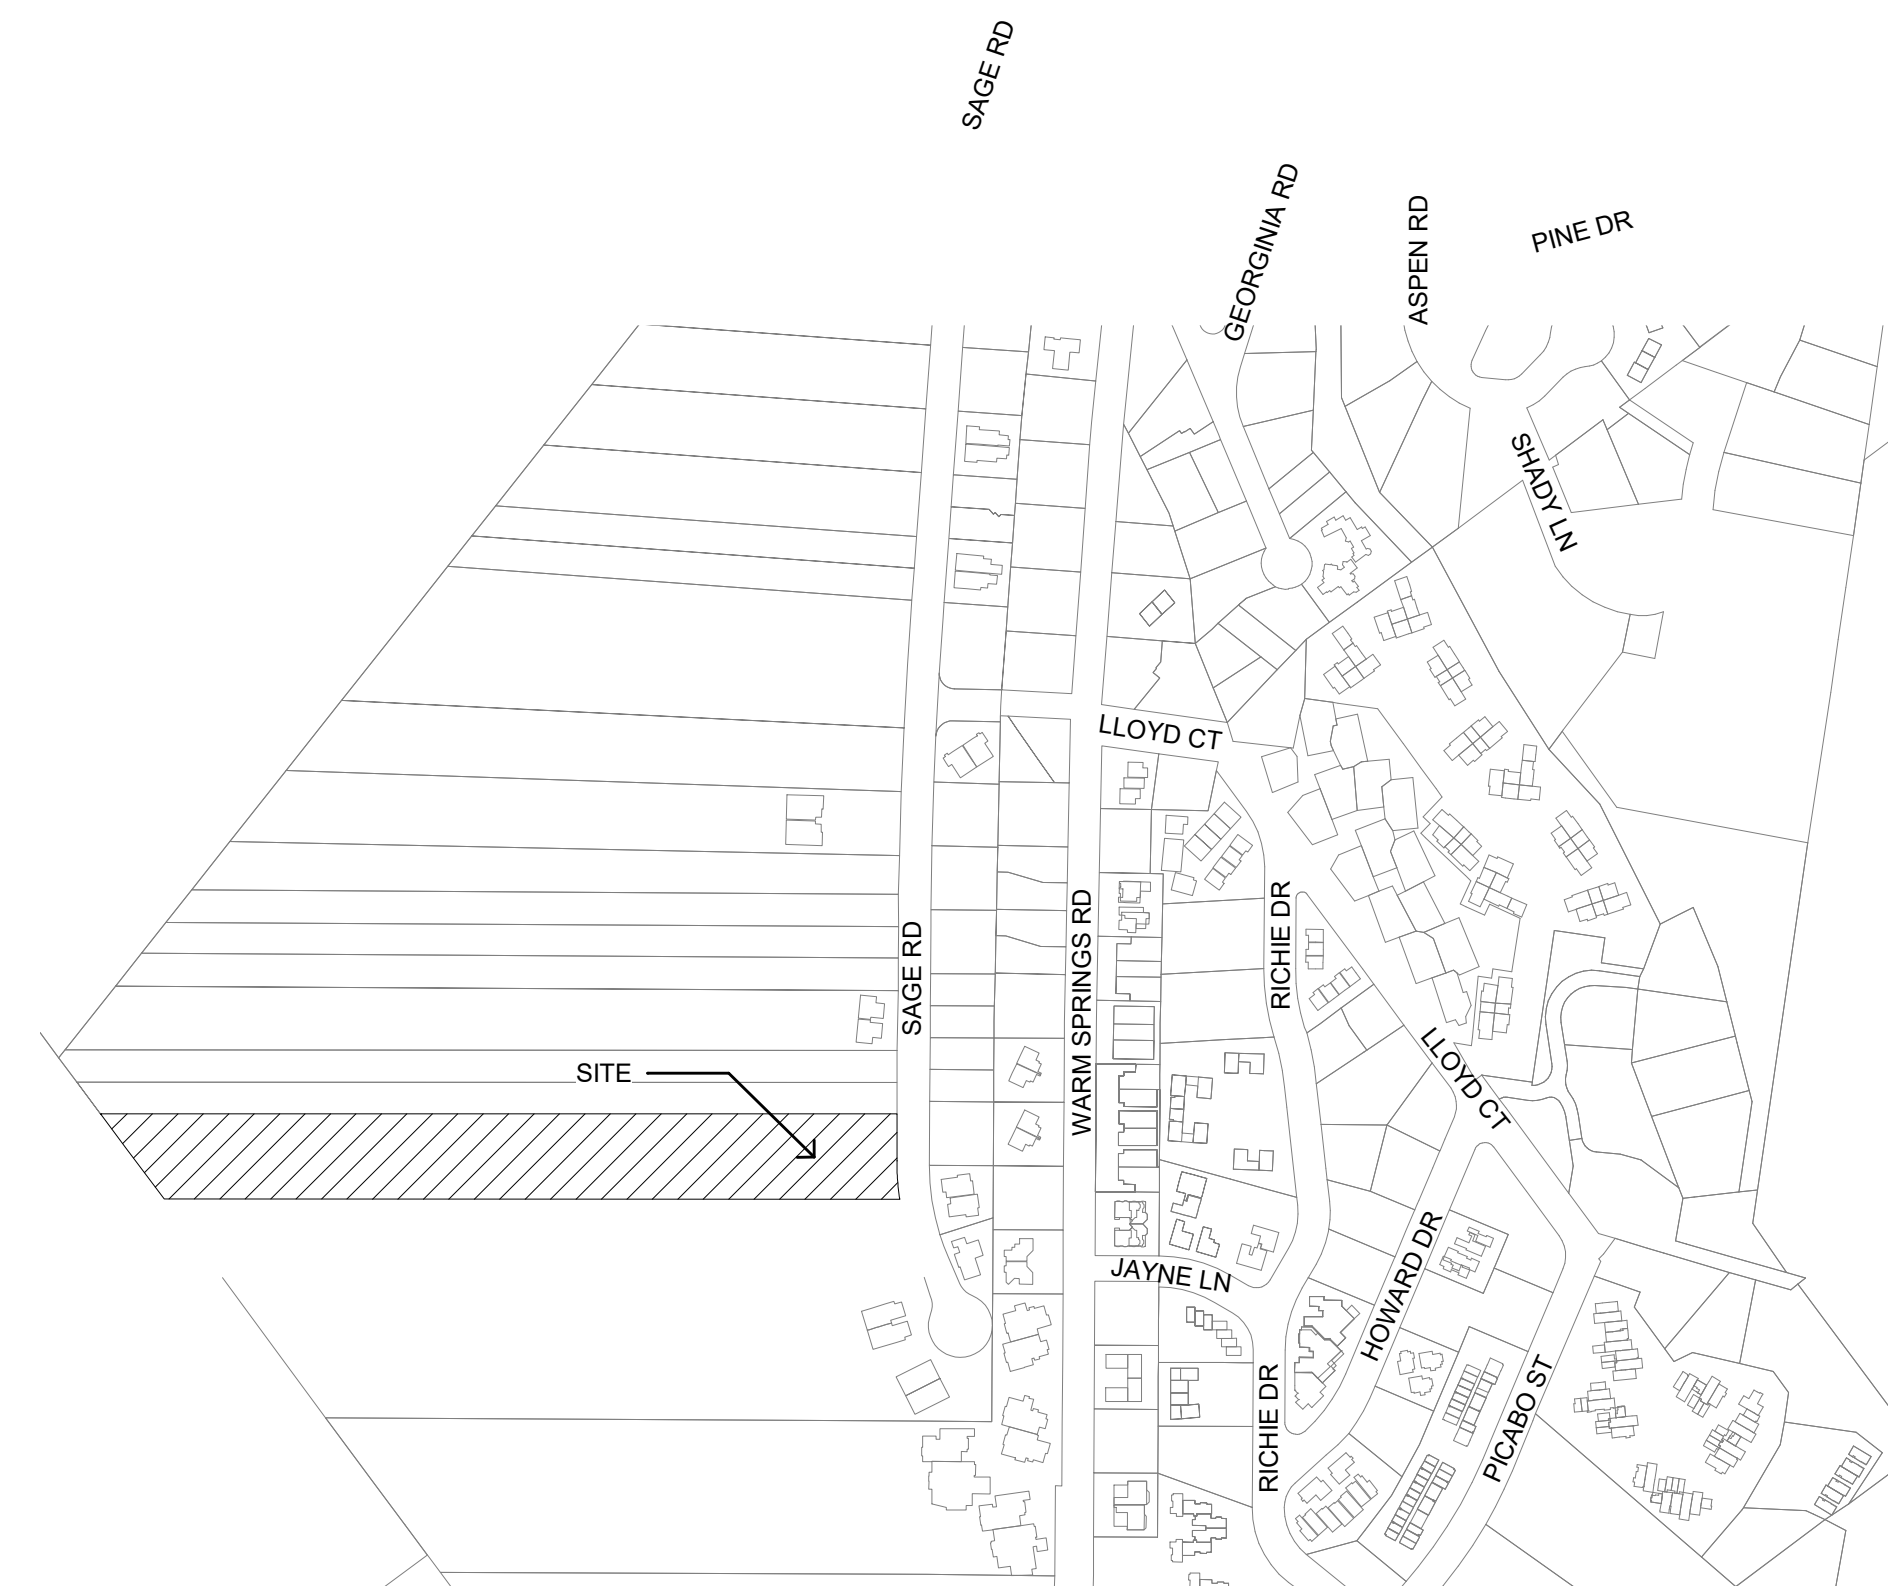 SAGE RD
GEORGINIA RD
ASPEN RD
PINE DR
SHADY LN
LLOYD CT
RICHIE DR
SAGE RD
WARM SPRINGS RD
SITE
LLOYD CT
JAYNE LN
HOWARD DR
RICHIE DR
PICABO ST